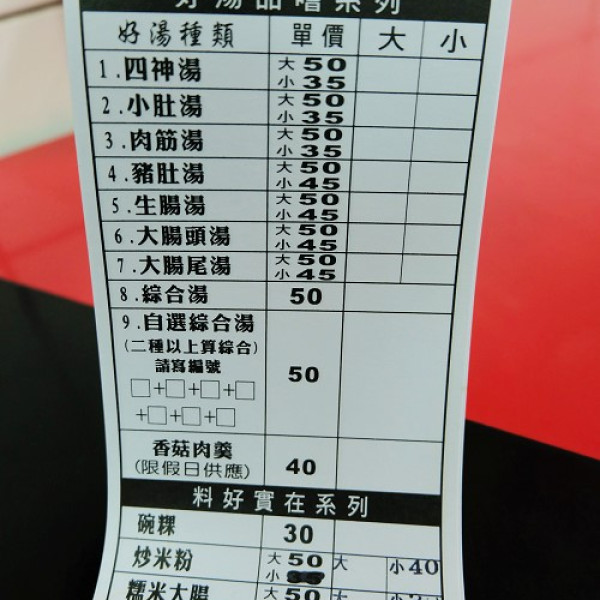 好湯品嚐系列
好湯種類 單價 大 小
1.四神湯 大50 小35
2.小肚湯 大50 小35
3.肉筋湯 大50 小35
4.豬肚湯 大50 小45
5.生腸湯 大50 小45
6.大腸頭湯 大50 小45
7.大腸尾湯 大50 小45
8.綜合湯 50
9.自選綜合湯
(二種以上算綜合)
請寫編號
□+□+□+□
+□+□+□
50
香菇肉羹
(限假日供應)
40
料好實在系列
碗粿 30
炒米粉 大50 小 大 小40
糯米大腸 大50 大